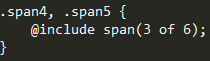 .span4, .span5 {
    @include span(3 of 6);
}